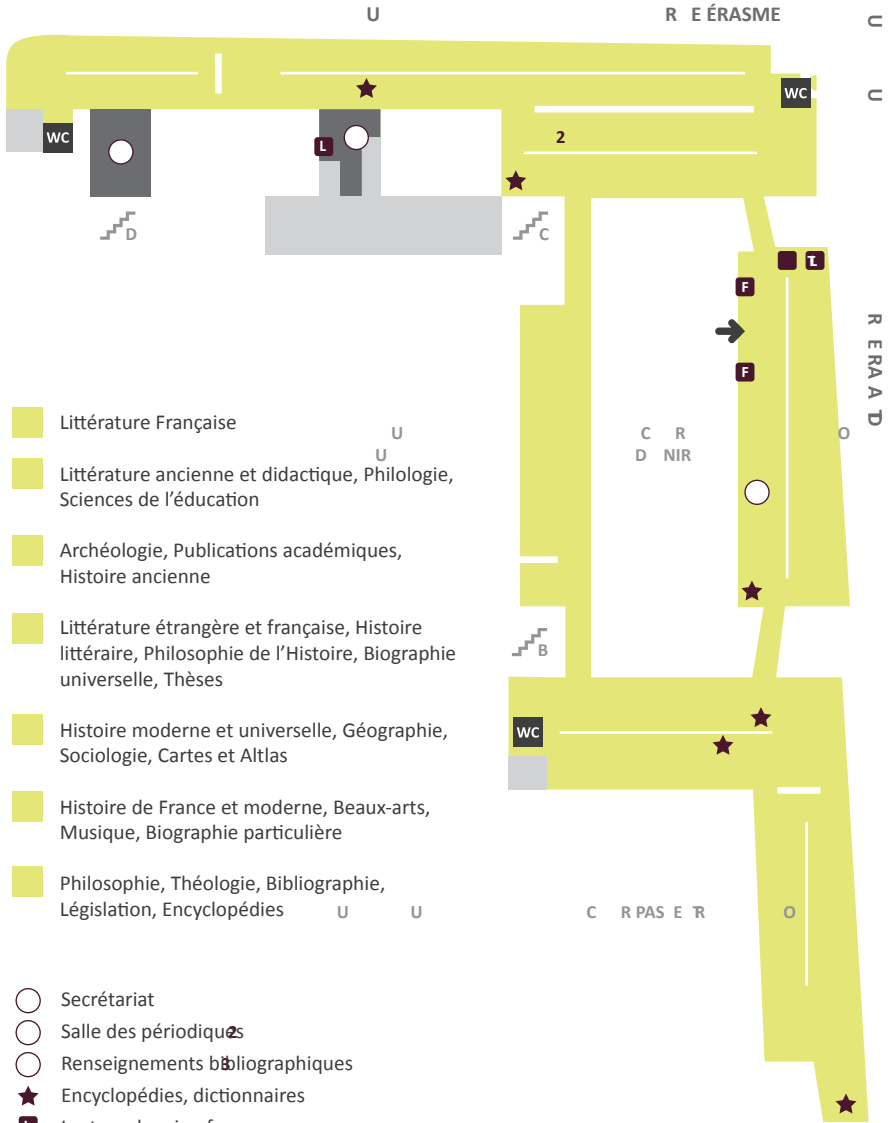 U R E ÉRASME
U
U
WC
WC
L
2
D
C
F
L
F
R E RA A D
Littérature Française
U
U
C R
D NIR
O
Littérature ancienne et didactique, Philologie,
Sciences de l'éducation
Archéologie, Publications académiques,
Histoire ancienne
Littérature étrangère et française, Histoire
littéraire, Philosophie de l'Histoire, Biographie
universelle, Thèses
B
Histoire moderne et universelle, Géographie,
Sociologie, Cartes et Altlas
WC
Histoire de France et moderne, Beaux-arts,
Musique, Biographie particulière
Philosophie, Théologie, Bibliographie,
Législation, Encyclopédies
U U C R PAS E R O
Secrétariat
Salle des périodiques
Renseignements bibliographiques
Encyclopédies, dictionnaires